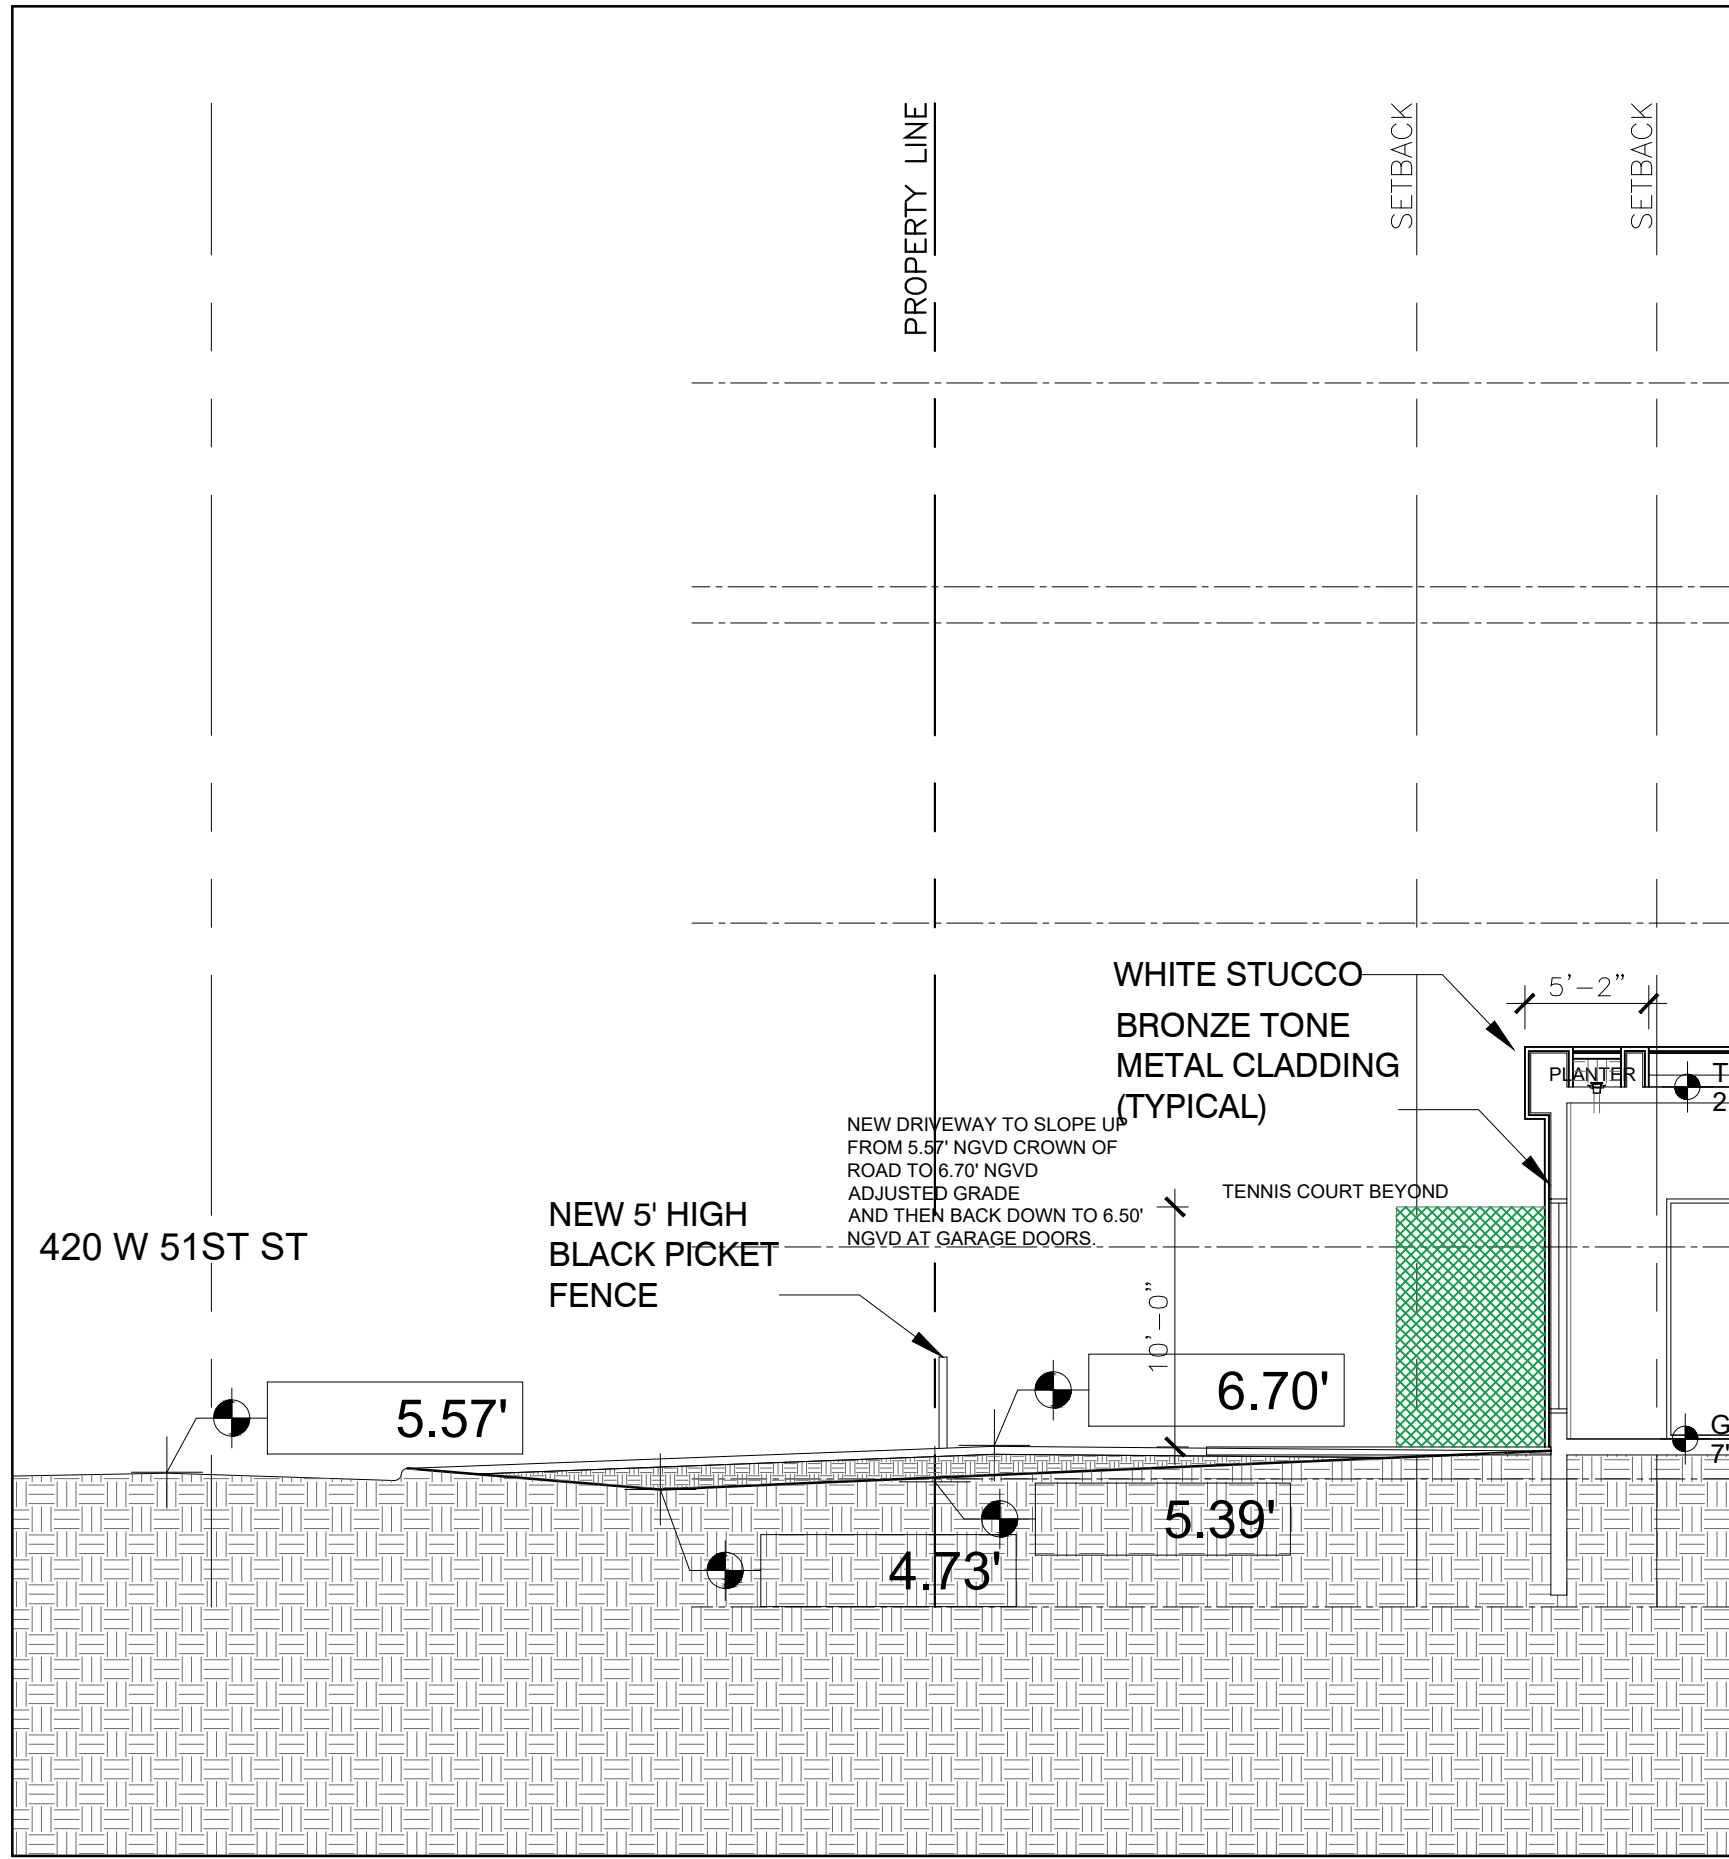 PROPERTY LINE
SETBACK
SETBACK
WHITE STUCCO
5'-2"
BRONZE TONE
METAL CLADDING
(TYPICAL)
PLANTER
T
2
NEW DRIVEWAY TO SLOPE UP
FROM 5.57' NGVD CROWN OF
ROAD TO 6.70' NGVD
ADJUSTED GRADE
AND THEN BACK DOWN TO 6.50'
NGVD AT GARAGE DOORS.
TENNIS COURT BEYOND
NEW 5' HIGH
BLACK PICKET
FENCE
420 W 51ST ST
10'-0"
5.57'
6.70'
G
7'
5.39'
4.73'